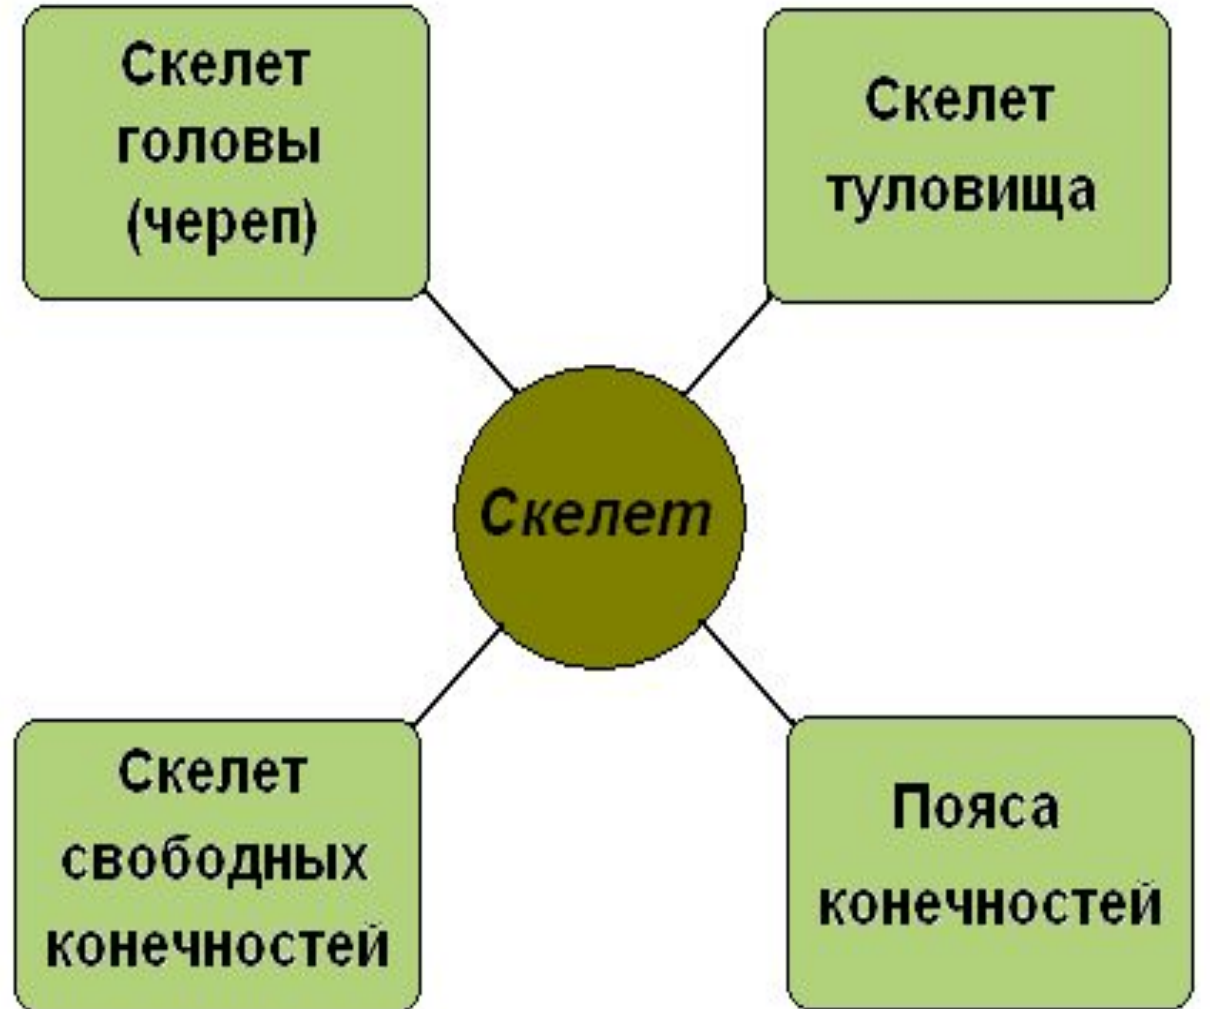 Скелет
головы
(череп)
Скелет
туловища
Скелет
Скелет
свободных
конечностей
Пояса
конечностей